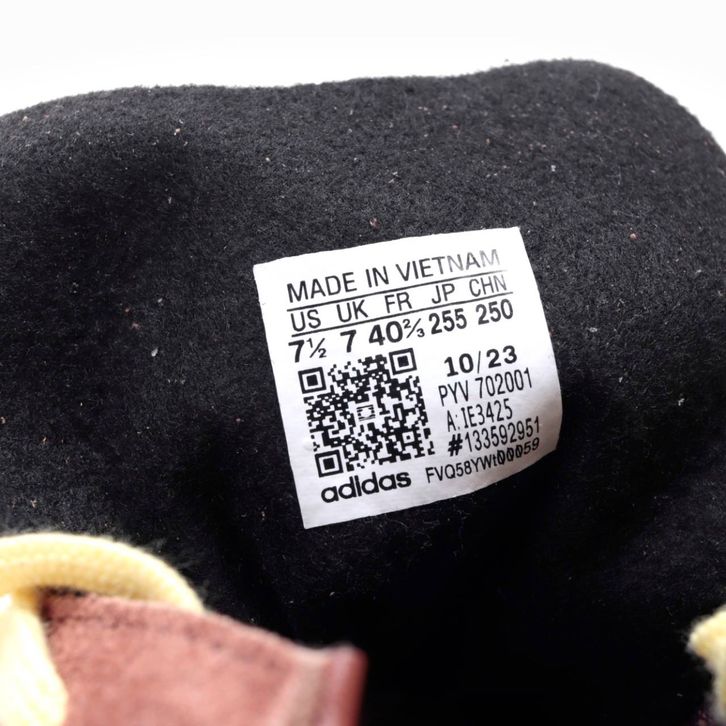 MADE IN VIETNAM
US UK FR JP CHN
7½ 7 40⅔ 255 250
10/23
PYV 702001
A: IE3425
#133592951
adidas FVQ58YWt00059